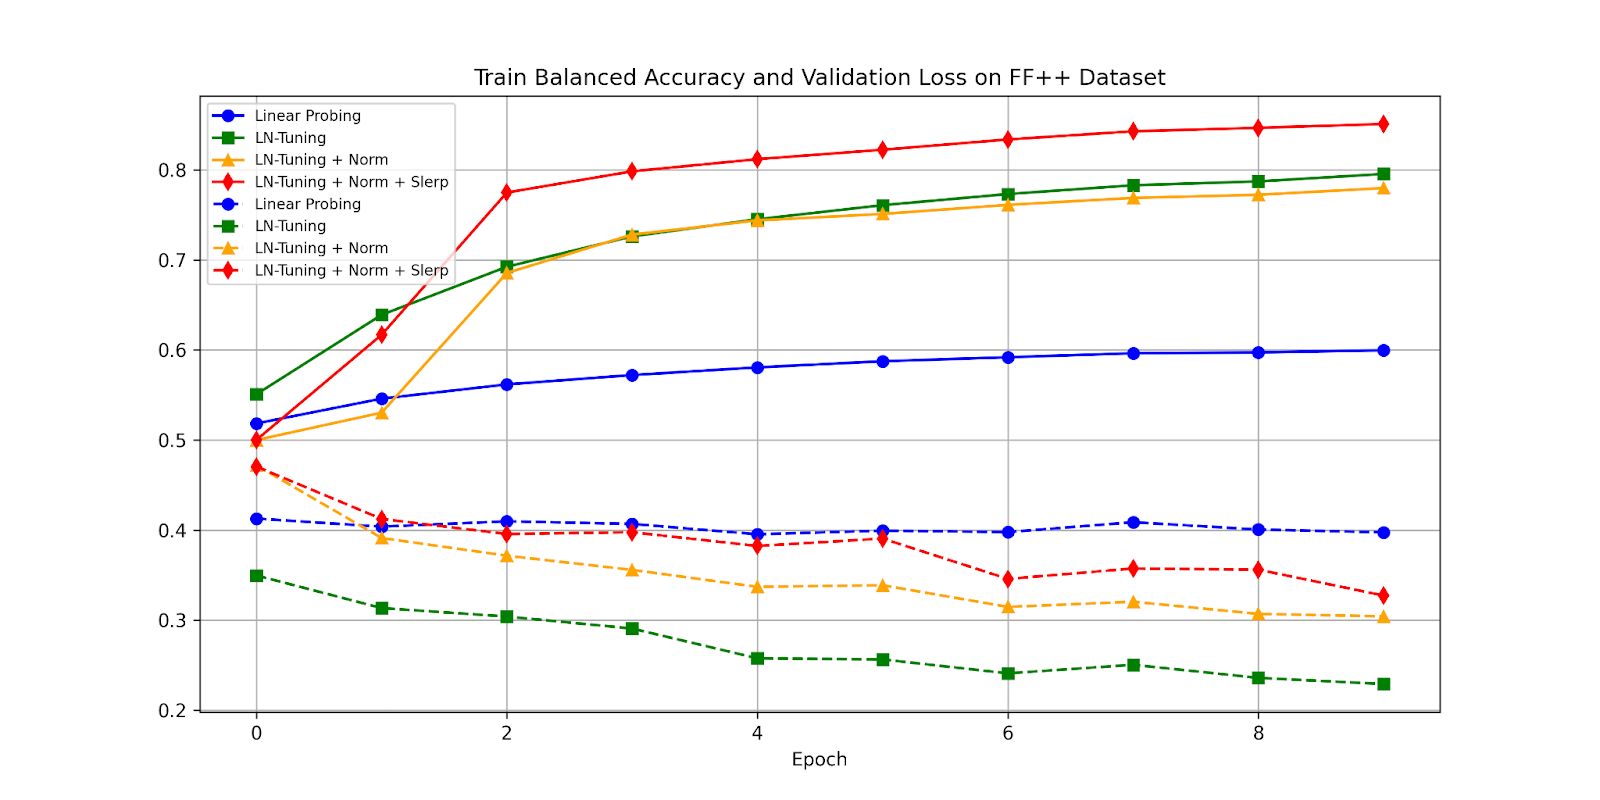 Train Balanced Accuracy and Validation Loss on FF++ Dataset
Linear Probing
LN-Tuning
LN-Tuning + Norm
LN-Tuning + Norm + Slerp
Linear Probing
LN-Tuning
LN-Tuning + Norm
LN-Tuning + Norm + Slerp
0.8
0.7
0.6
0.5
0.4
0.3
0.2
0 2 4 6 8
Epoch